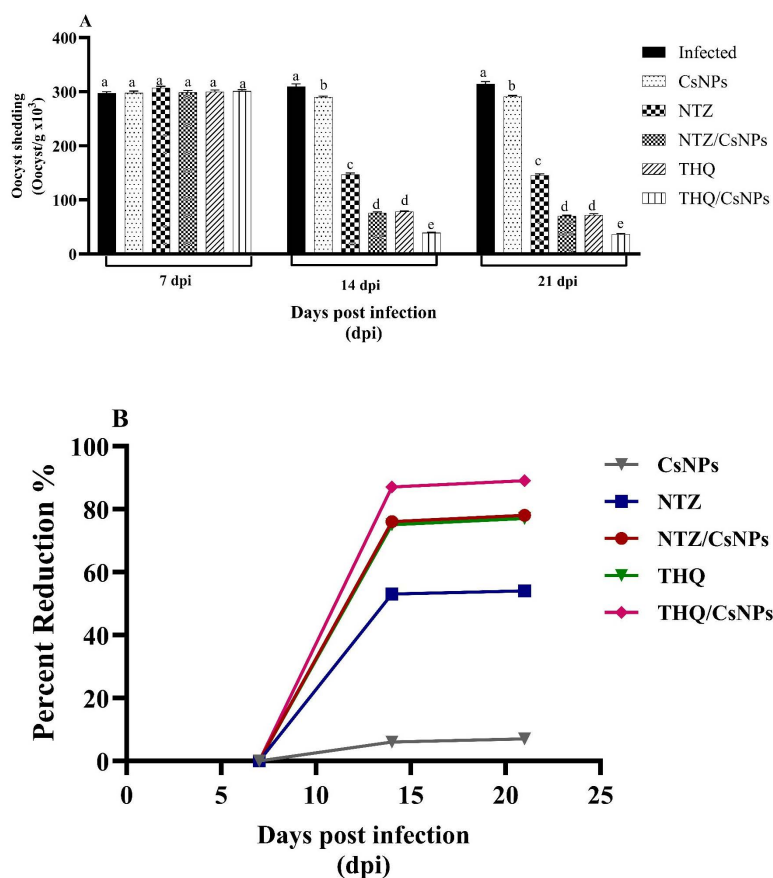 A
400
300
200
100
0
Oocyst shedding
(Oocyst/g x10³)
a a a a a a
a b c d d e
a b c d d e
7 dpi 14 dpi 21 dpi
Days post infection
(dpi)
Infected
CsNPs
NTZ
NTZ/CsNPs
THQ
THQ/CsNPs
B
100
80
60
40
20
0
Percent Reduction %
0 5 10 15 20 25
Days post infection
(dpi)
CsNPs
NTZ
NTZ/CsNPs
THQ
THQ/CsNPs